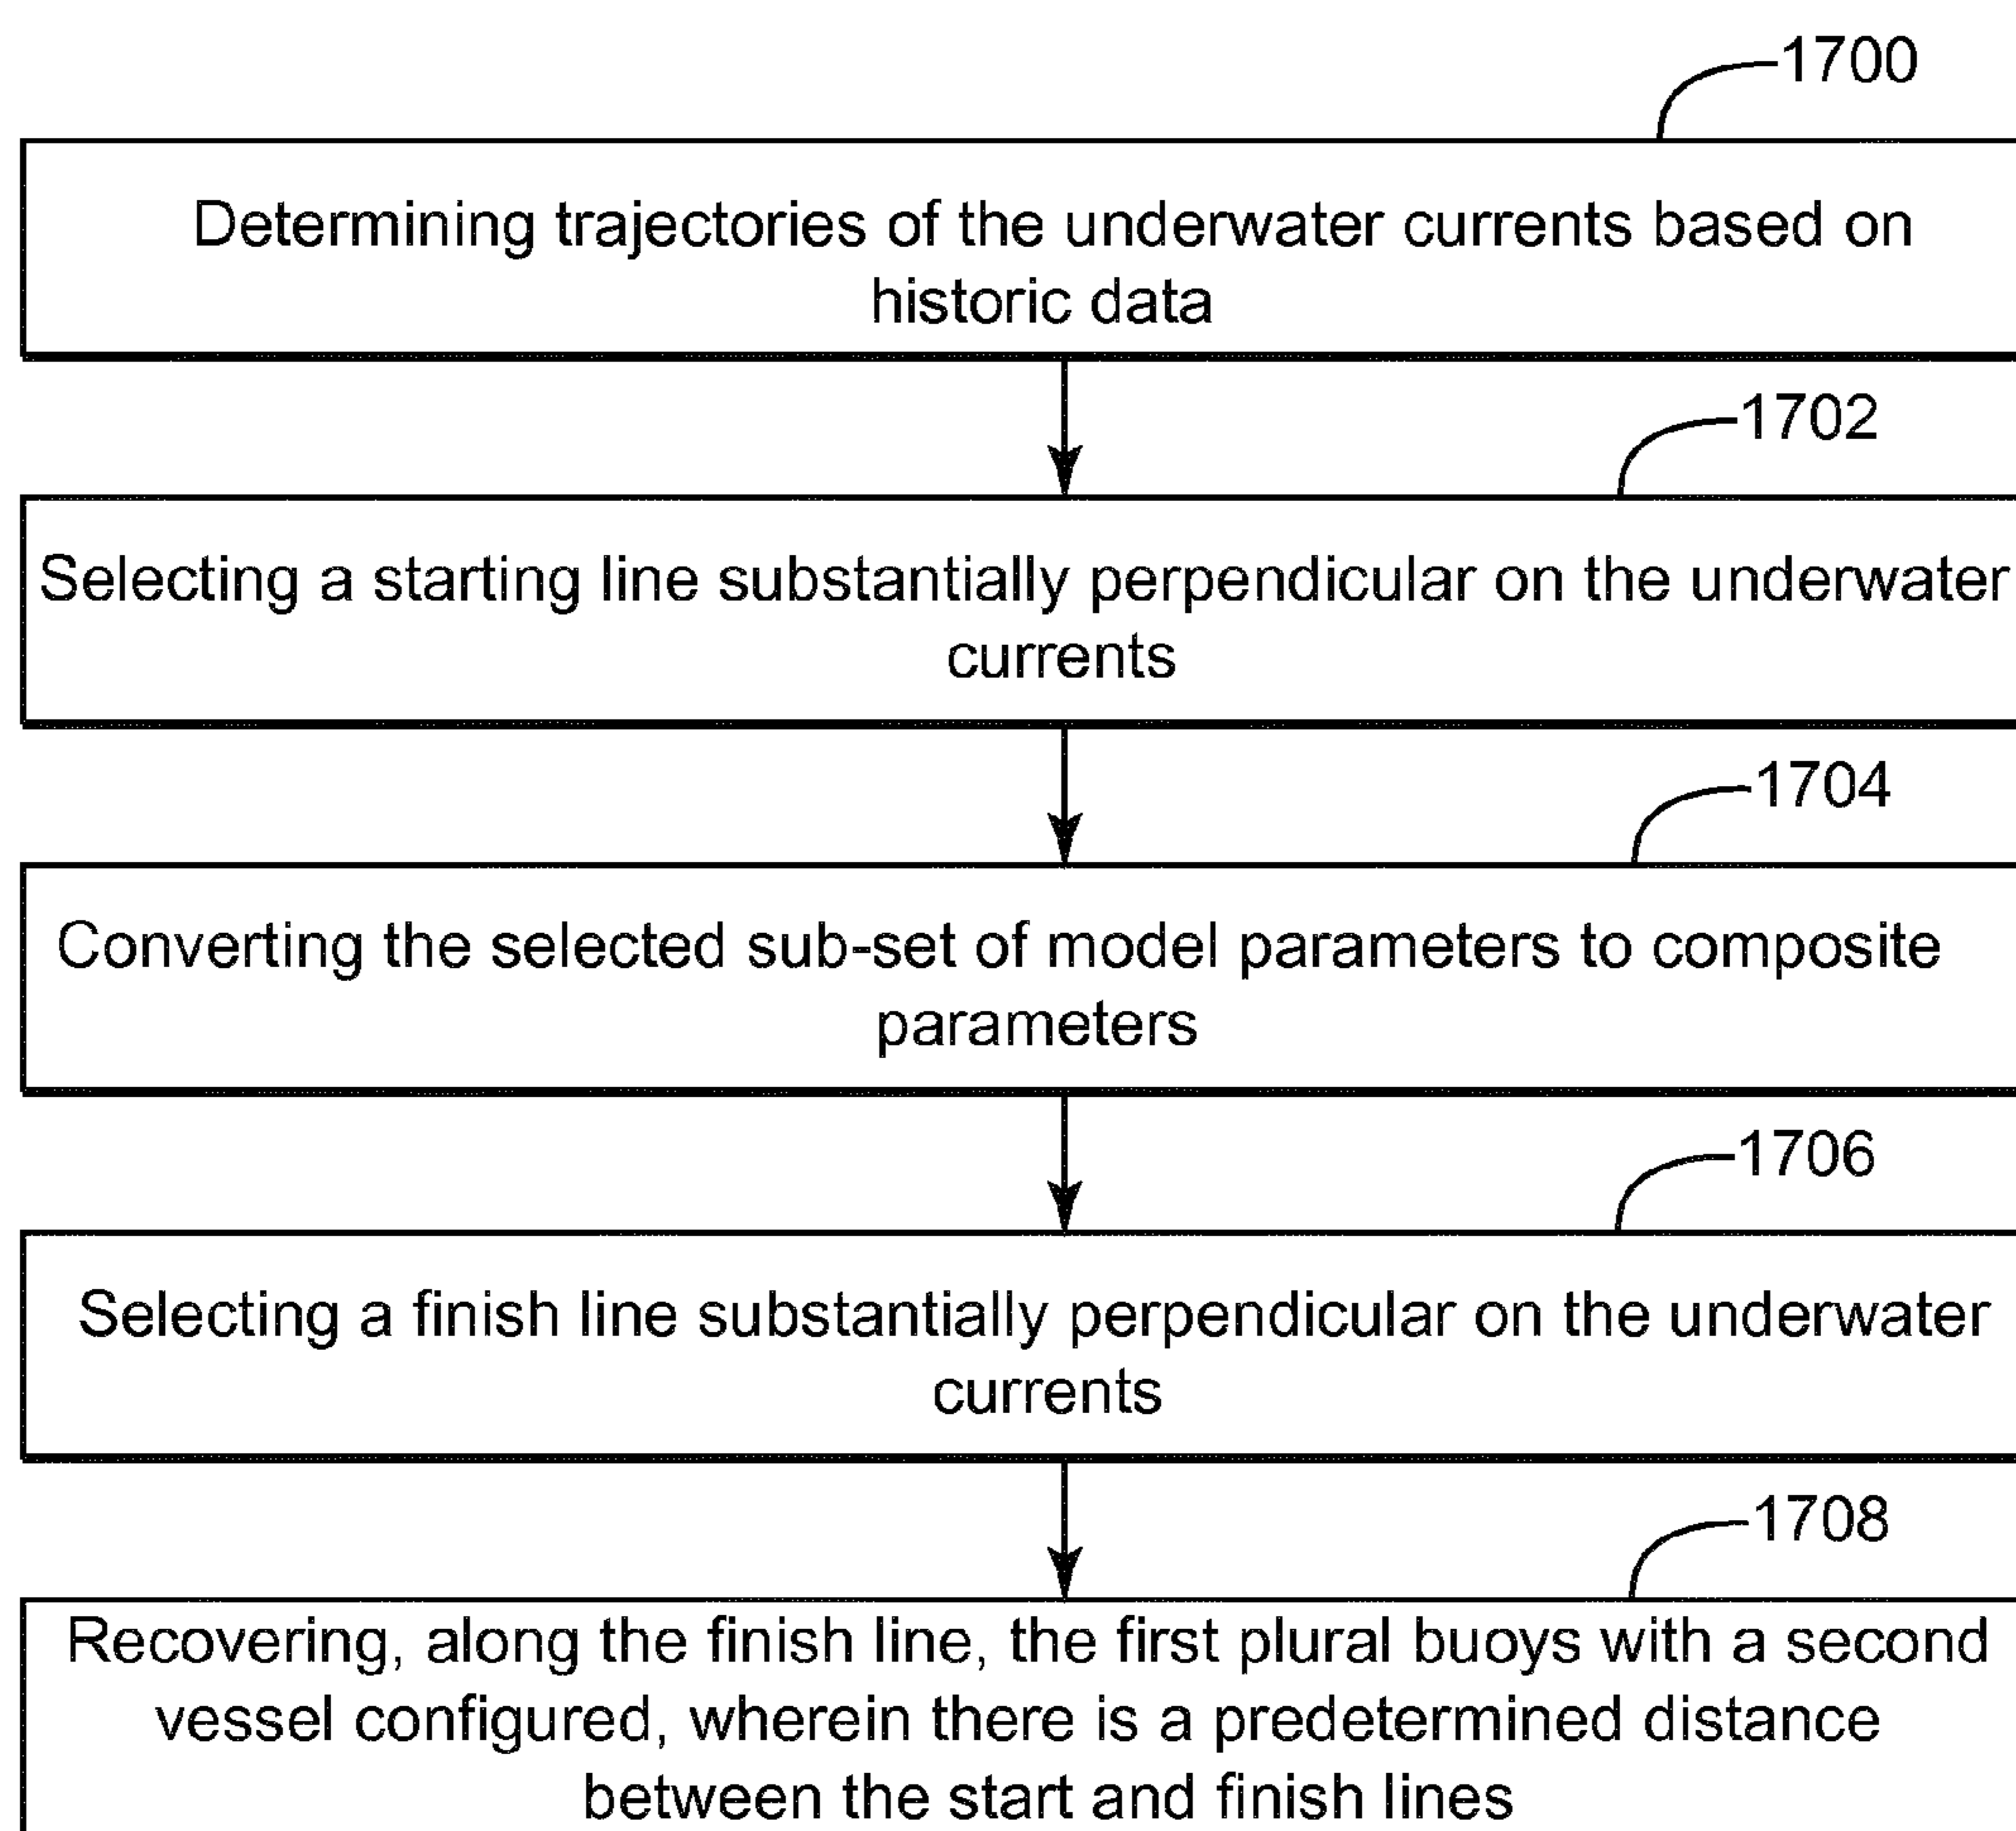 1700
Determining trajectories of the underwater currents based on
historic data
1702
Selecting a starting line substantially perpendicular on the underwater
currents
1704
Converting the selected sub-set of model parameters to composite
parameters
1706
Selecting a finish line substantially perpendicular on the underwater
currents
1708
Recovering, along the finish line, the first plural buoys with a second
vessel configured, wherein there is a predetermined distance
between the start and finish lines